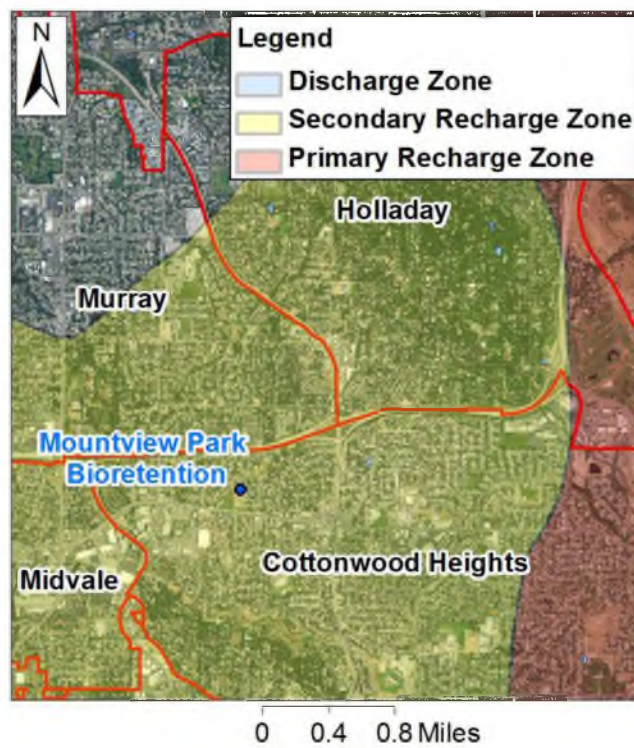 N
Legend
Discharge Zone
Secondary Recharge Zone
Primary Recharge Zone
Holladay
Murray
Mountview Park
Bioretention
Cottonwood Heights
Midvale
0 0.4 0.8 Miles